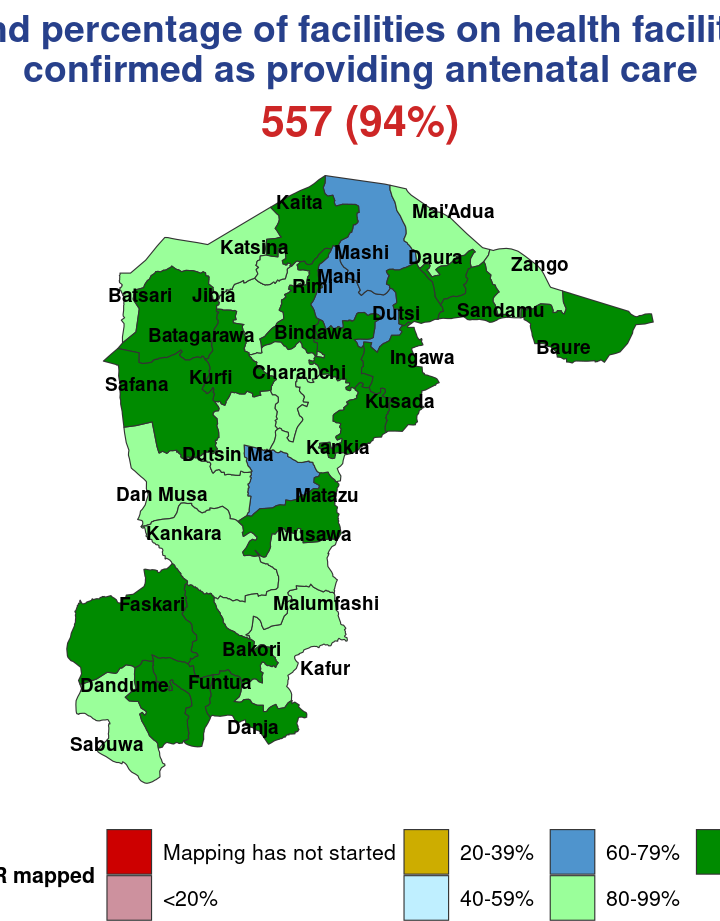 nd percentage of facilities on health facilit
confirmed as providing antenatal care
557 (94%)
Kaita
Mai'Adua
Katsina
Mashi
Daura
Zango
Mani
Rimi
Batsari
Jibia
Sandamu
Dutsi
Batagarawa
Bindawa
Baure
Ingawa
Charanchi
Kurfi
Safana
Kusada
Kankia
Dutsin Ma
Dan Musa
Matazu
Kankara
Musawa
Faskari
Malumfashi
Bakori
Kafur
Dandume
Funtua
Danja
Sabuwa
Mapping has not started
20-39%
60-79%
R mapped
<20%
40-59%
80-99%